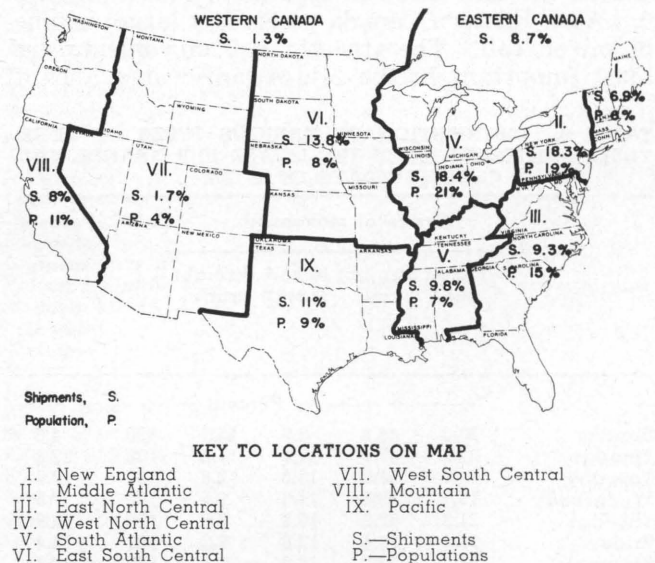 WESTERN CANADA
S. 1.3%
EASTERN CANADA
S. 8.7%
WASHINGTON
MONTANA
NORTH DAKOTA
MAINE
OREGON
SOUTH DAKOTA
S. 6.9%
P. 6%
WYOMING
VI.
II.
IV.
MINNESOTA
WISCONSIN
MICHIGAN
NEW YORK
MASS
CONN
CALIFORNIA
IDAHO
S. 13.8%
P. 8%
NEBRASKA
ILLINOIS
INDIANA
OHIO
S. 18.3%
P. 19%
PENNSYLVANIA
VIII.
UTAH
VII.
COLORADO
S. 18.4%
P. 21%
S. 8%
P. 11%
S. 1.7%
P. 4%
KANSAS
MISSOURI
III.
VIRGINIA
ARIZONA
NEW MEXICO
OKLAHOMA
TEXAS
ARKANSAS
KENTUCKY
TENNESSEE
NORTH CAROLINA
V.
S. 9.3%
IX.
ALABAMA
GEORGIA
S. CAROLINA
P. 15%
S. 11%
P. 9%
S. 9.8%
P. 7%
MISSISSIPPI
LOUISIANA
FLORIDA
Shipments, S.
Population, P.
KEY TO LOCATIONS ON MAP
I. New England
II. Middle Atlantic
III. East North Central
IV. West North Central
V. South Atlantic
VI. East South Central
VII. West South Central
VIII. Mountain
IX. Pacific
S.—Shipments
P.—Populations